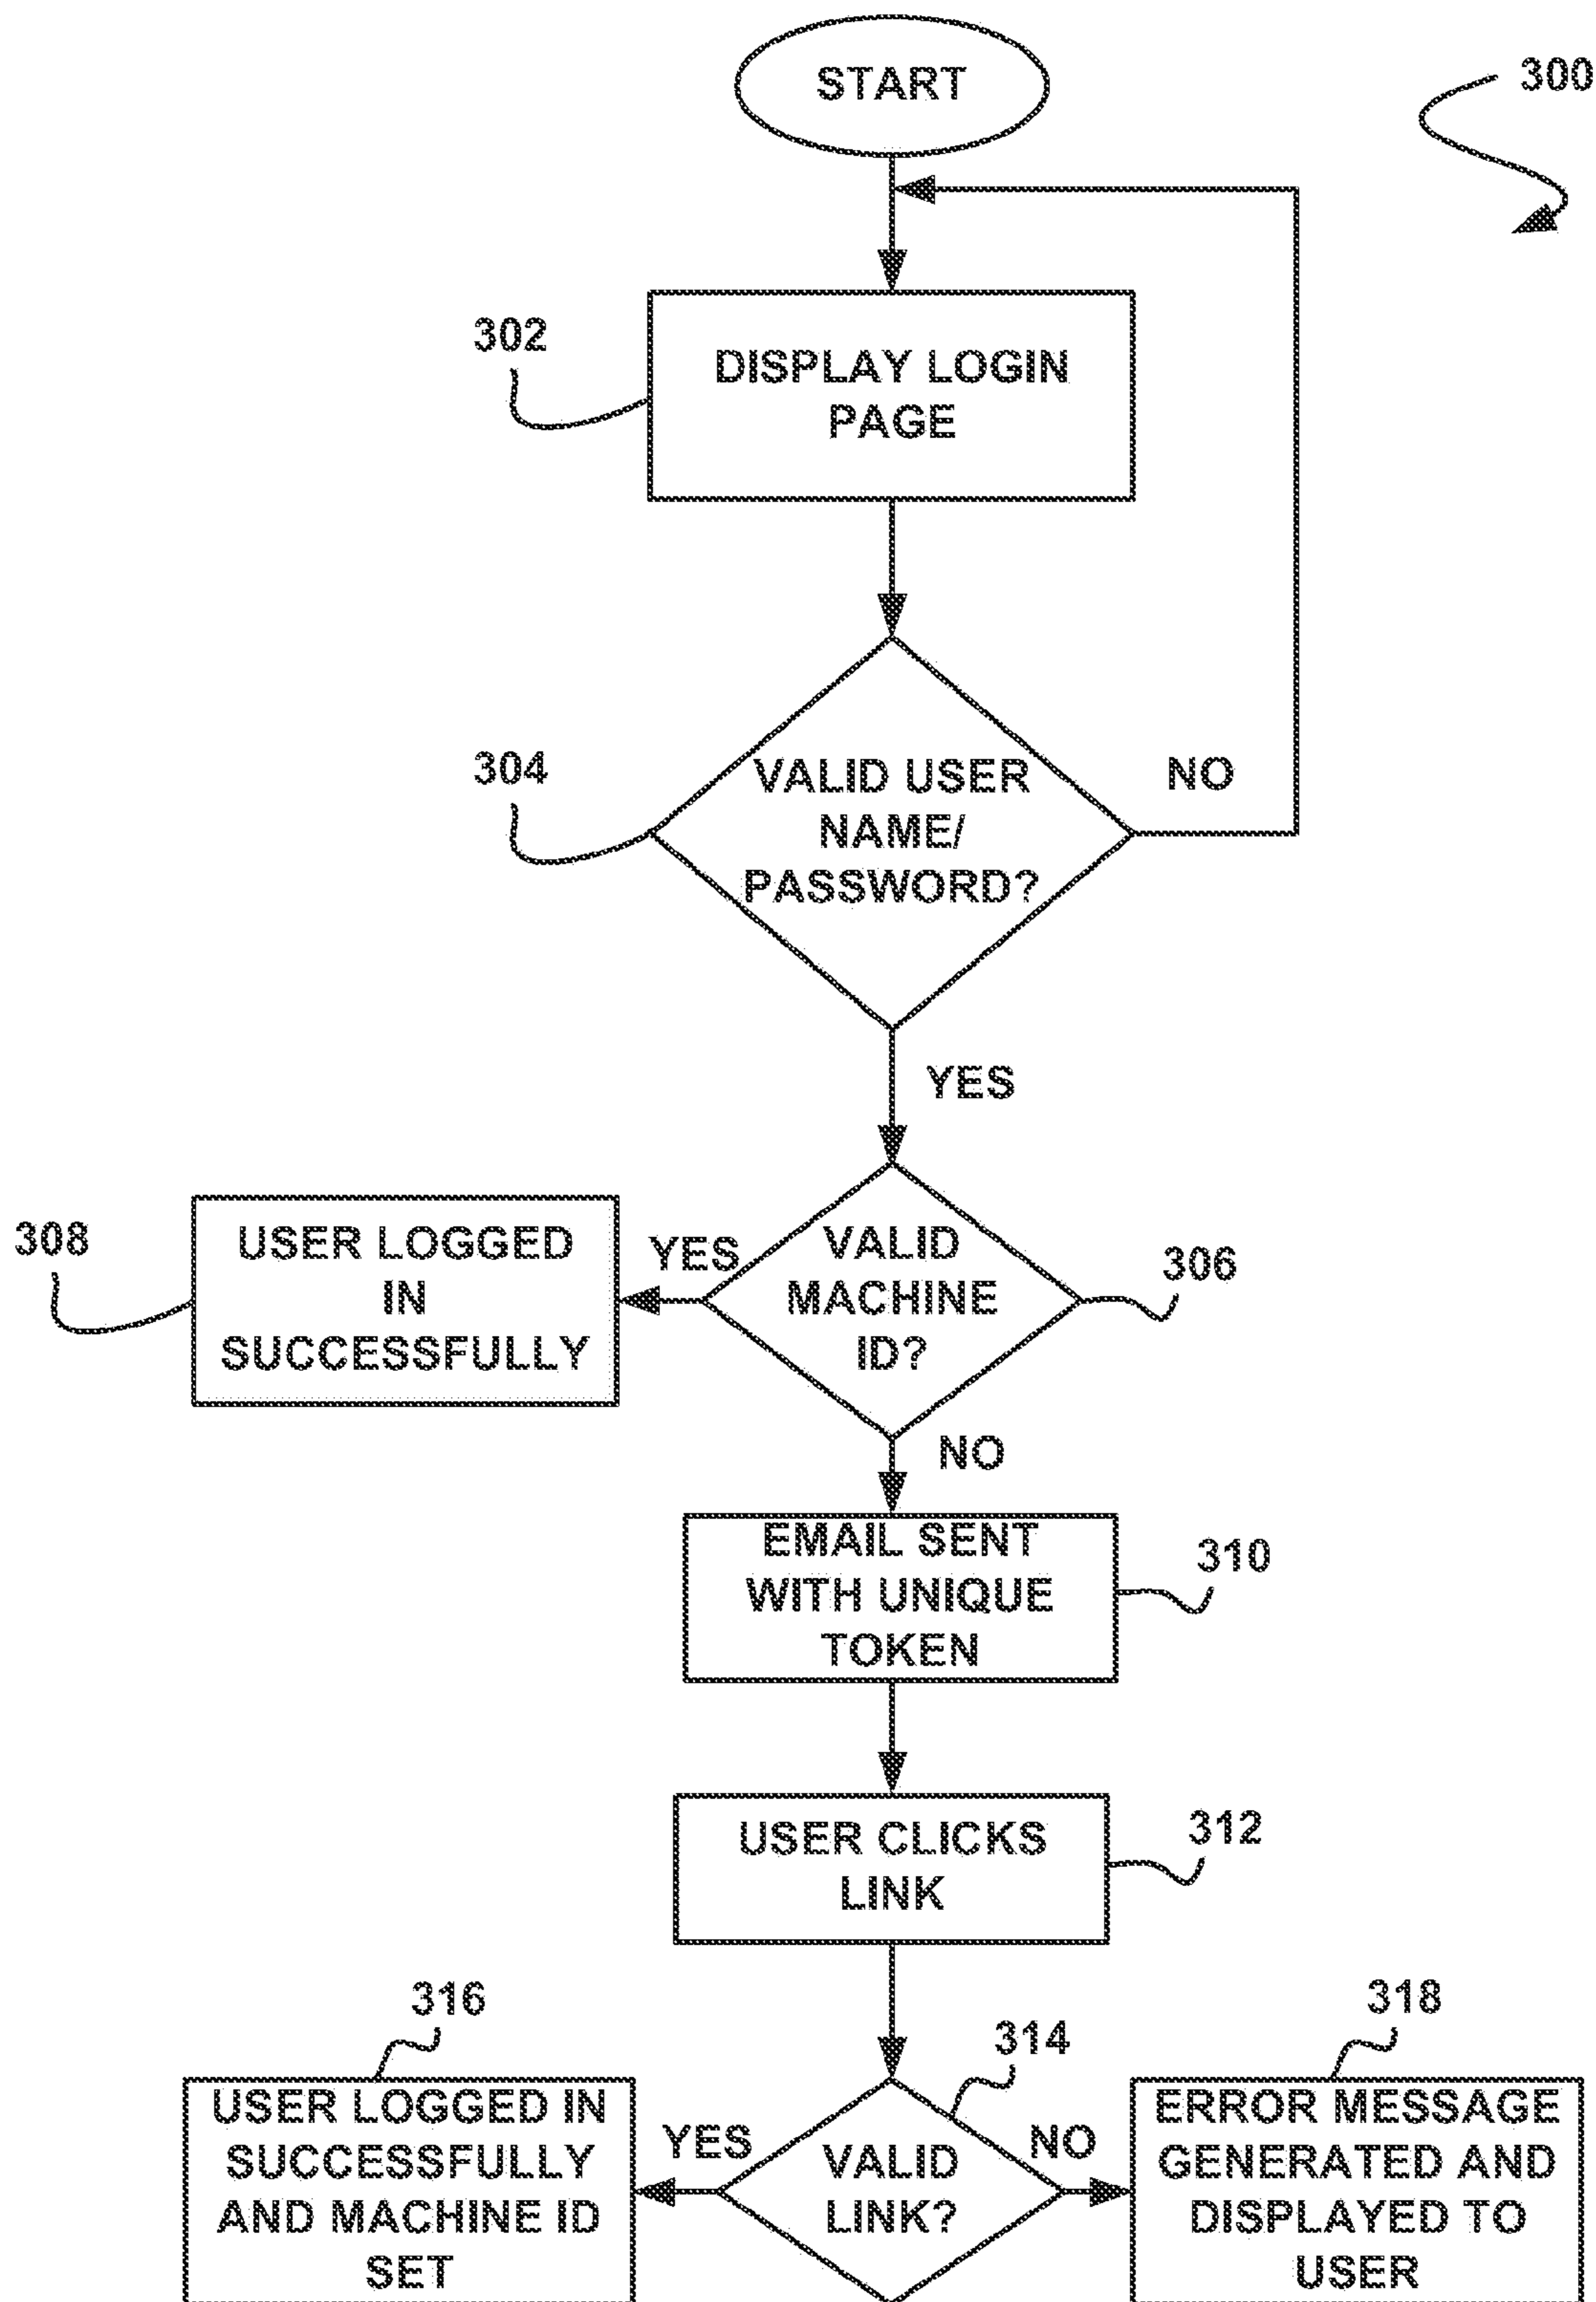 START
300
302
DISPLAY LOGIN
PAGE
304
VALID USER
NAME/
PASSWORD?
NO
YES
308
USER LOGGED
IN
SUCCESSFULLY
YES
VALID
MACHINE
ID?
306
NO
EMAIL SENT
WITH UNIQUE
TOKEN
310
USER CLICKS
LINK
312
316
318
314
USER LOGGED IN
SUCCESSFULLY
AND MACHINE ID
SET
YES
VALID
LINK?
NO
ERROR MESSAGE
GENERATED AND
DISPLAYED TO
USER